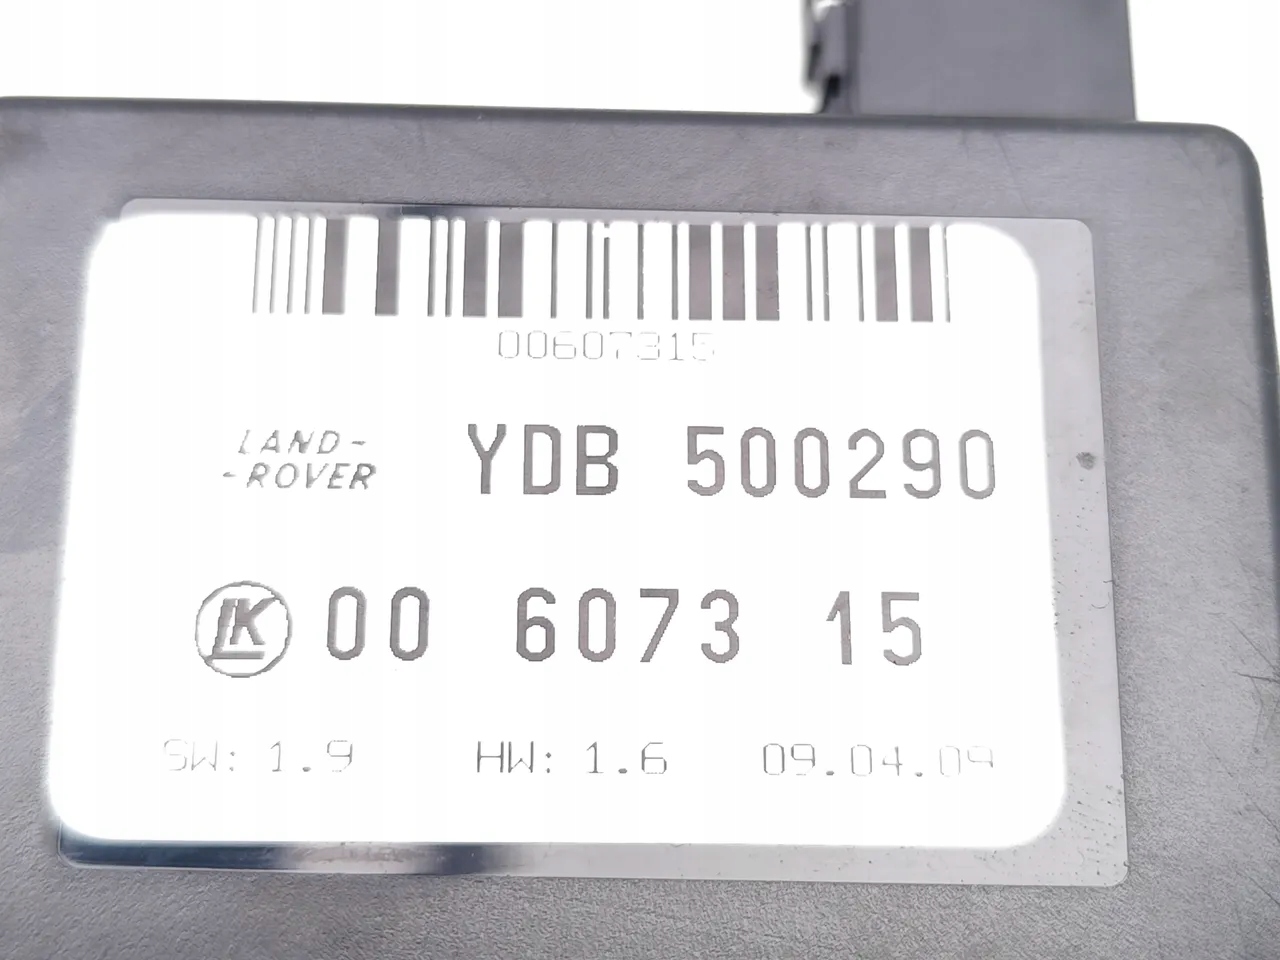 00607315
LAND-
-ROVER
YDB 500290
LK 00 6073 15
SW: 1.9 HW: 1.6 09.04.09